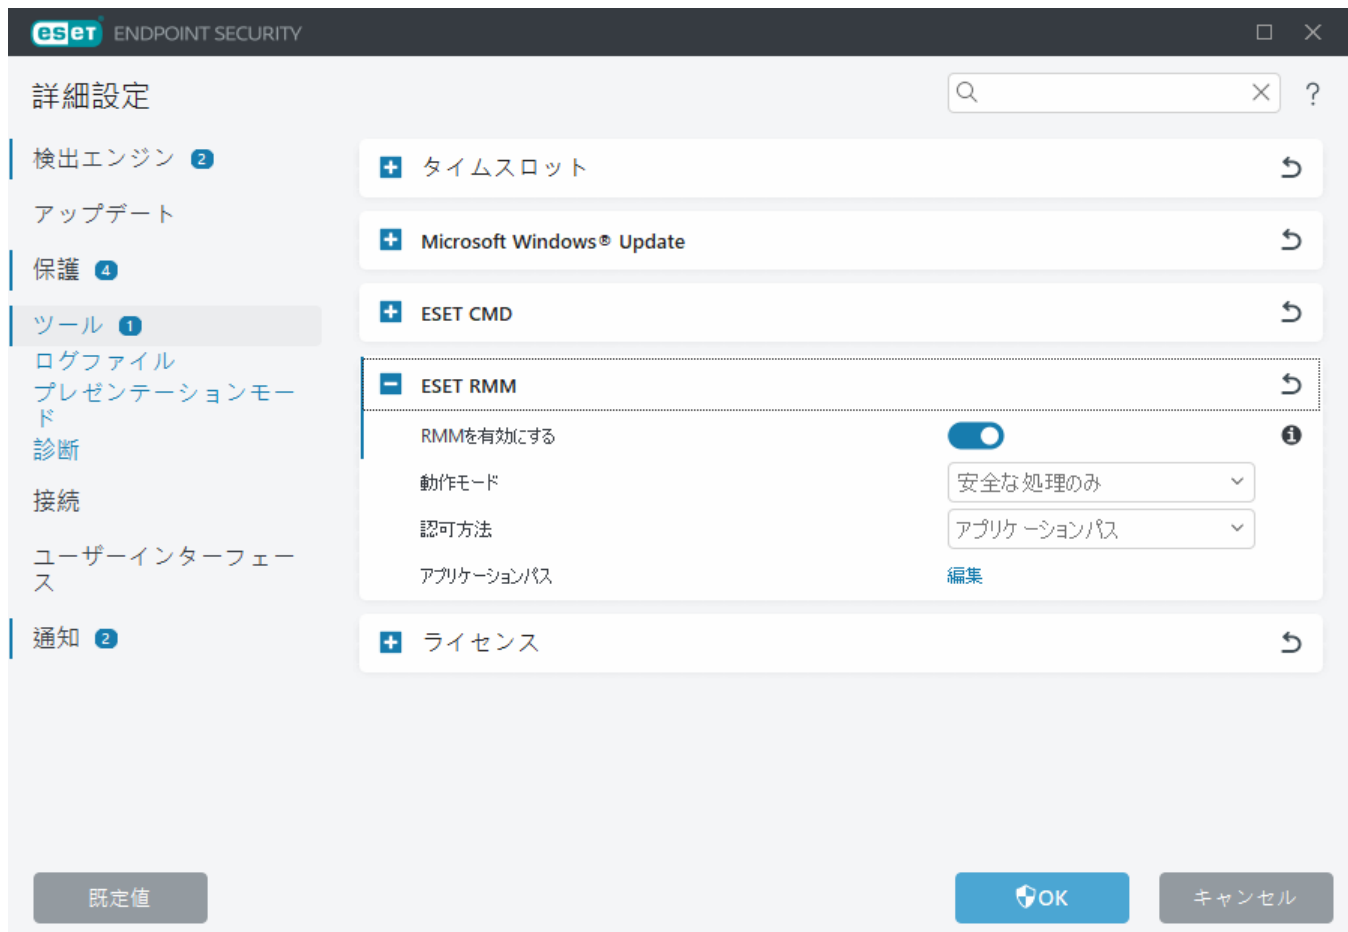 eset ENDPOINT SECURITY
詳細設定
?
検出エンジン 2
アップデート
保護 4
ツール 1
ログファイル
プレゼンテーションモー
ド
診断
接続
ユーザーインターフェー
ス
通知 2
タイムスロット
Microsoft Windows® Update
ESET CMD
ESET RMM
RMMを有効にする
動作モード
安全な処理のみ
認可方法
アプリケーションパス
アプリケーションパス
編集
ライセンス
既定値
OK
キャンセル